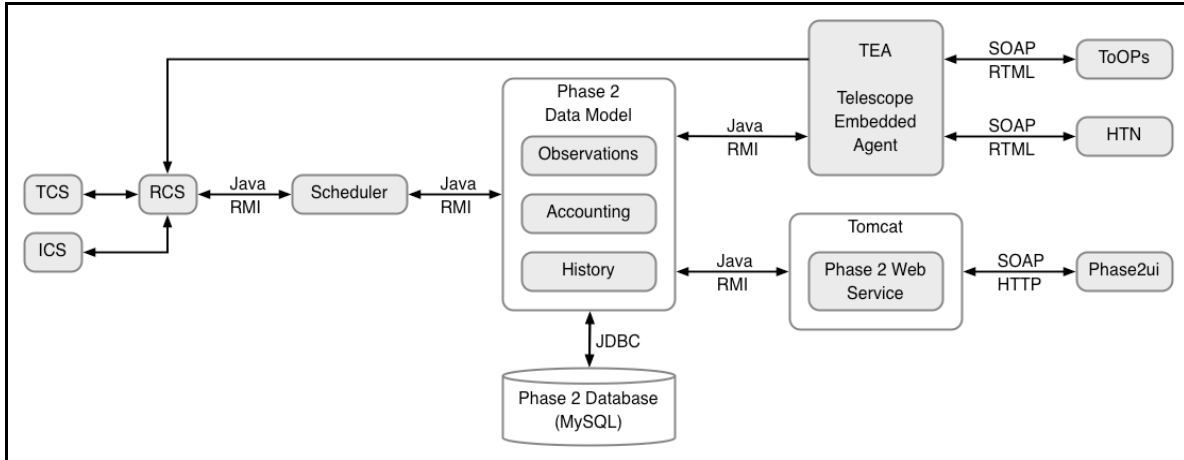 TEA
Telescope
Embedded
Agent
SOAP
RTML
ToOPs
SOAP
RTML
HTN
Phase 2
Data Model
Observations
Accounting
History
Java
RMI
TCS
RCS
ICS
Java
RMI
Scheduler
Java
RMI
Tomcat
Phase 2 Web
Service
Java
RMI
SOAP
HTTP
Phase2ui
JDBC
Phase 2 Database
(MySQL)